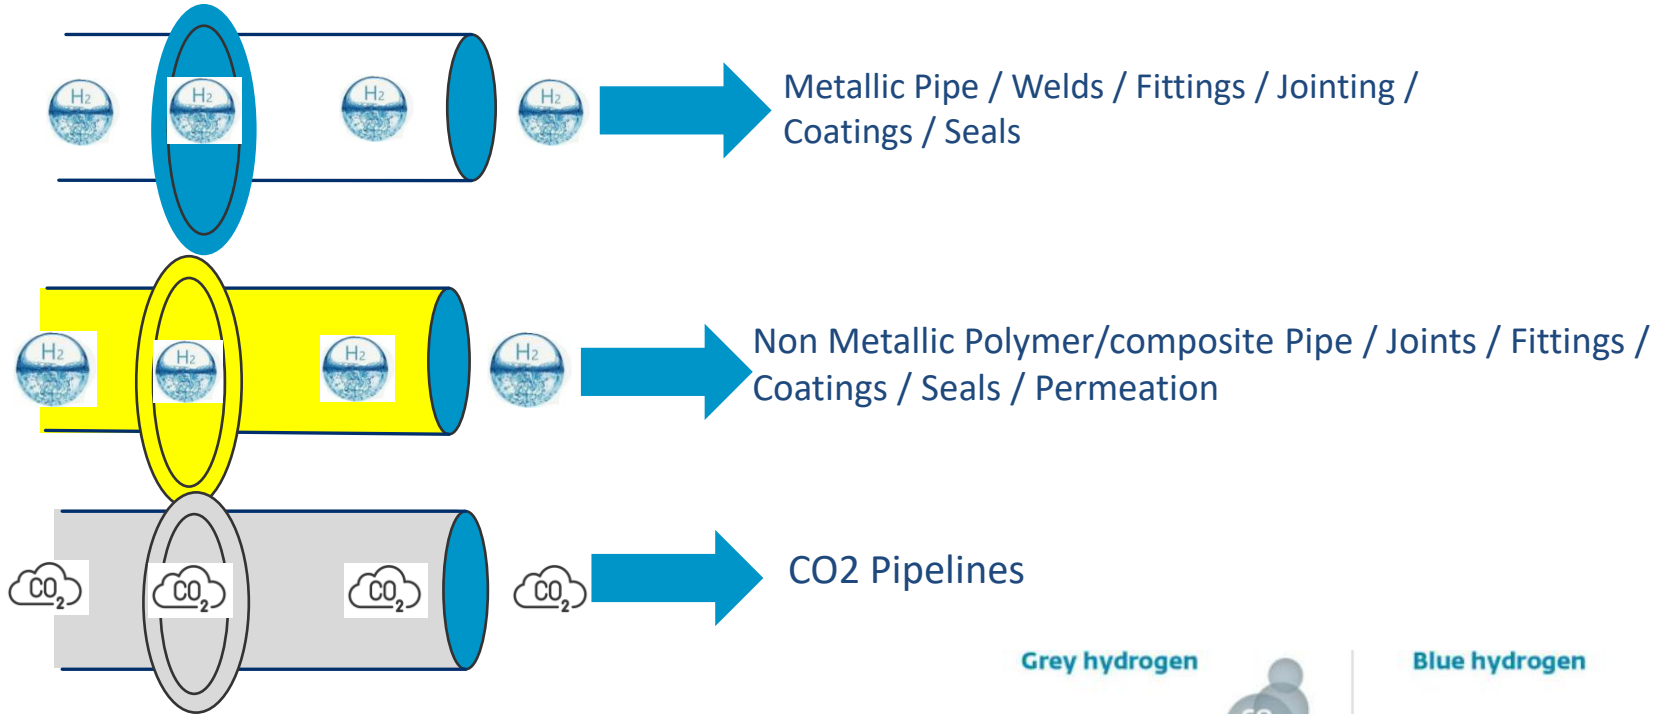 H2 H2 H2 H2
Metallic Pipe / Welds / Fittings / Jointing /
Coatings / Seals
H2 H2 H2 H2
Non Metallic Polymer/composite Pipe / Joints / Fittings /
Coatings / Seals / Permeation
CO2 CO2 CO2 CO2
CO2 Pipelines
Grey hydrogen
Blue hydrogen